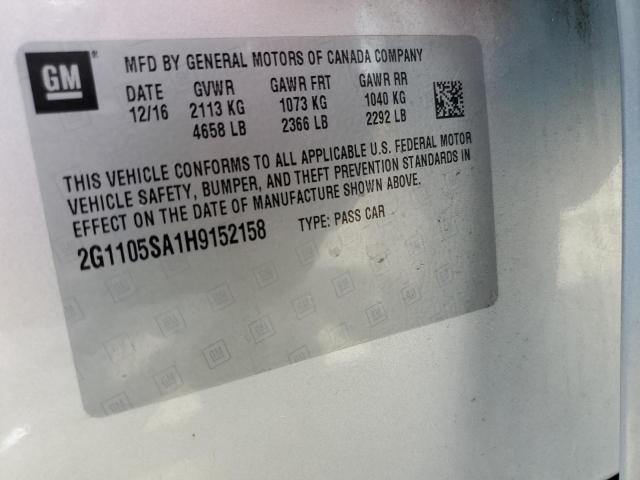 GM
MFD BY GENERAL MOTORS OF CANADA COMPANY
DATE GVWR GAWR FRT GAWR RR
12/16 2113 KG 1073 KG 1040 KG
4658 LB 2366 LB 2292 LB
THIS VEHICLE CONFORMS TO ALL APPLICABLE U.S. FEDERAL MOTOR
VEHICLE SAFETY, BUMPER, AND THEFT PREVENTION STANDARDS IN
EFFECT ON THE DATE OF MANUFACTURE SHOWN ABOVE.
2G1105SA1H9152158 TYPE: PASS CAR